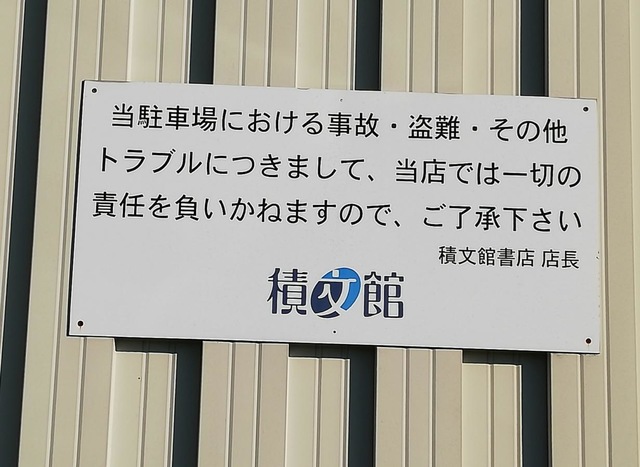 当駐車場における事故・盗難・その他
トラブルにつきまして、当店では一切の
責任を負いかねますので、ご了承下さい
積文館書店 店長
積文館